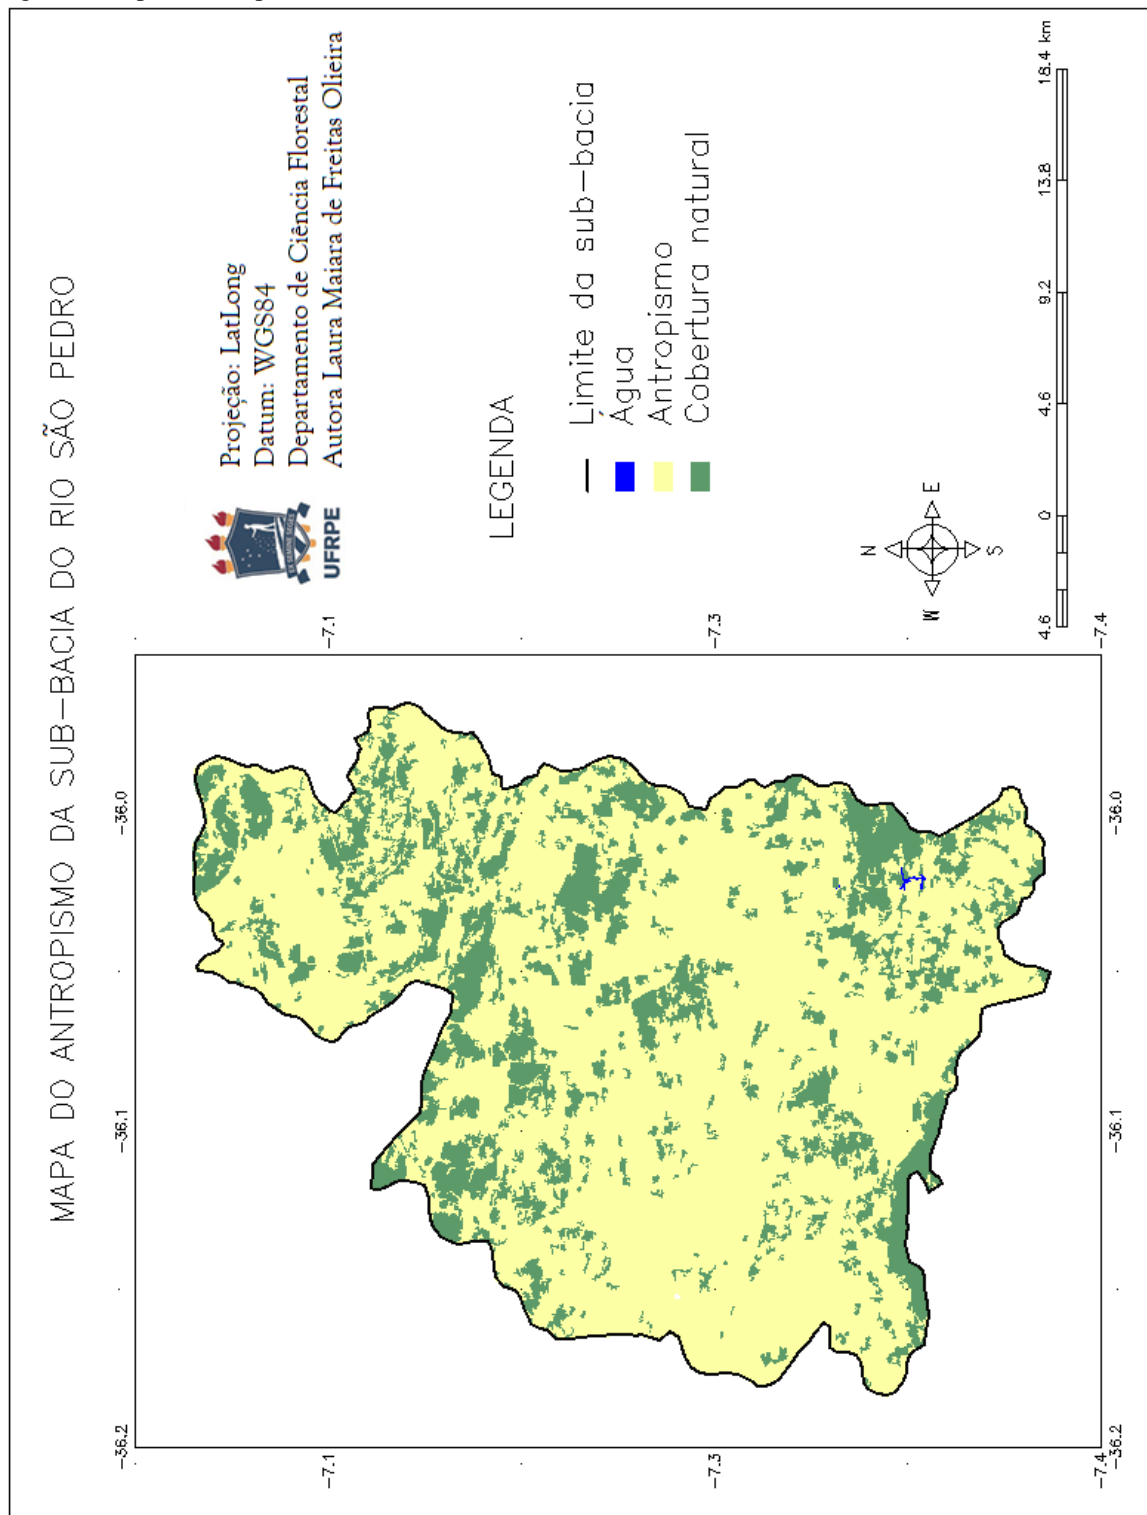 MAPA DO ANTROPISMO DA SUB-BACIA DO RIO SÃO PEDRO
Projeção: LatLong
Datum: WGS84
Departamento de Ciência Florestal
Autora Laura Maiara de Freitas Olieira
UFRPE
LEGENDA
Limite da sub-bacia
Água
Antropismo
Cobertura natural
N
W
E
S
4.6 0 4.6 9.2 13.8 18.4 km
-36.2 -36.1 -36.0
-7.1 -7.1
-7.3 -7.3
-7.4 -7.4
-36.2 -36.1 -36.0